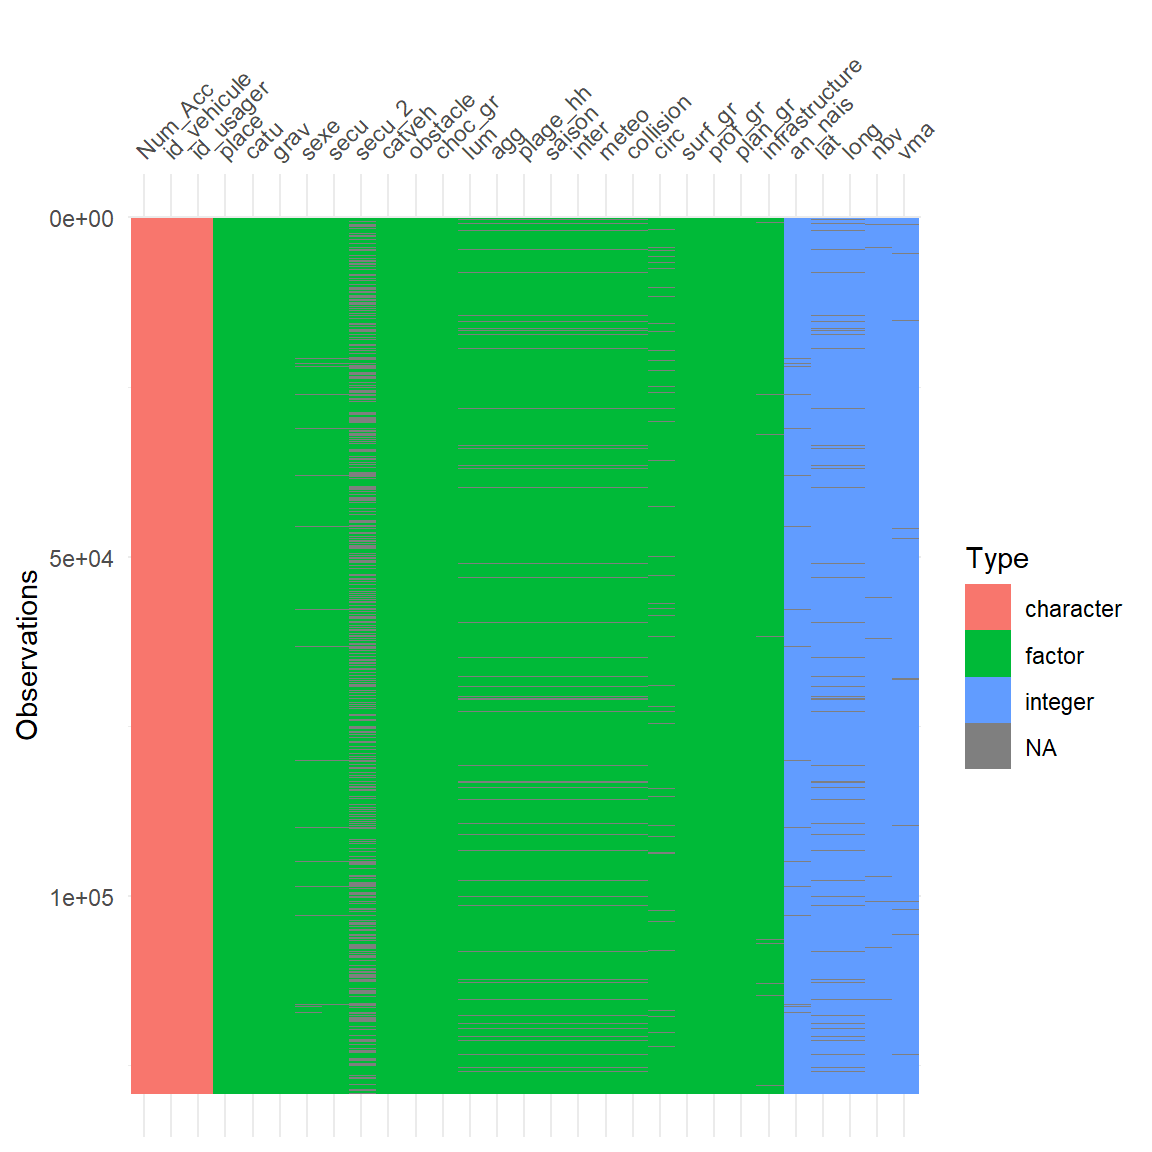 Num_Acc
id_vehicule
id_usager
place
catu
grav
sexe
secu
secu_2
catveh
obstacle
choc_gr
lum
agg
plage_hh
saison
inter
meteo
collision
circ
surf_gr
prof_gr
plan_gr
infrastructure
an_nais
lat
long
nbv
vma
0e+00
5e+04
1e+05
Observations
Type
character
factor
integer
NA